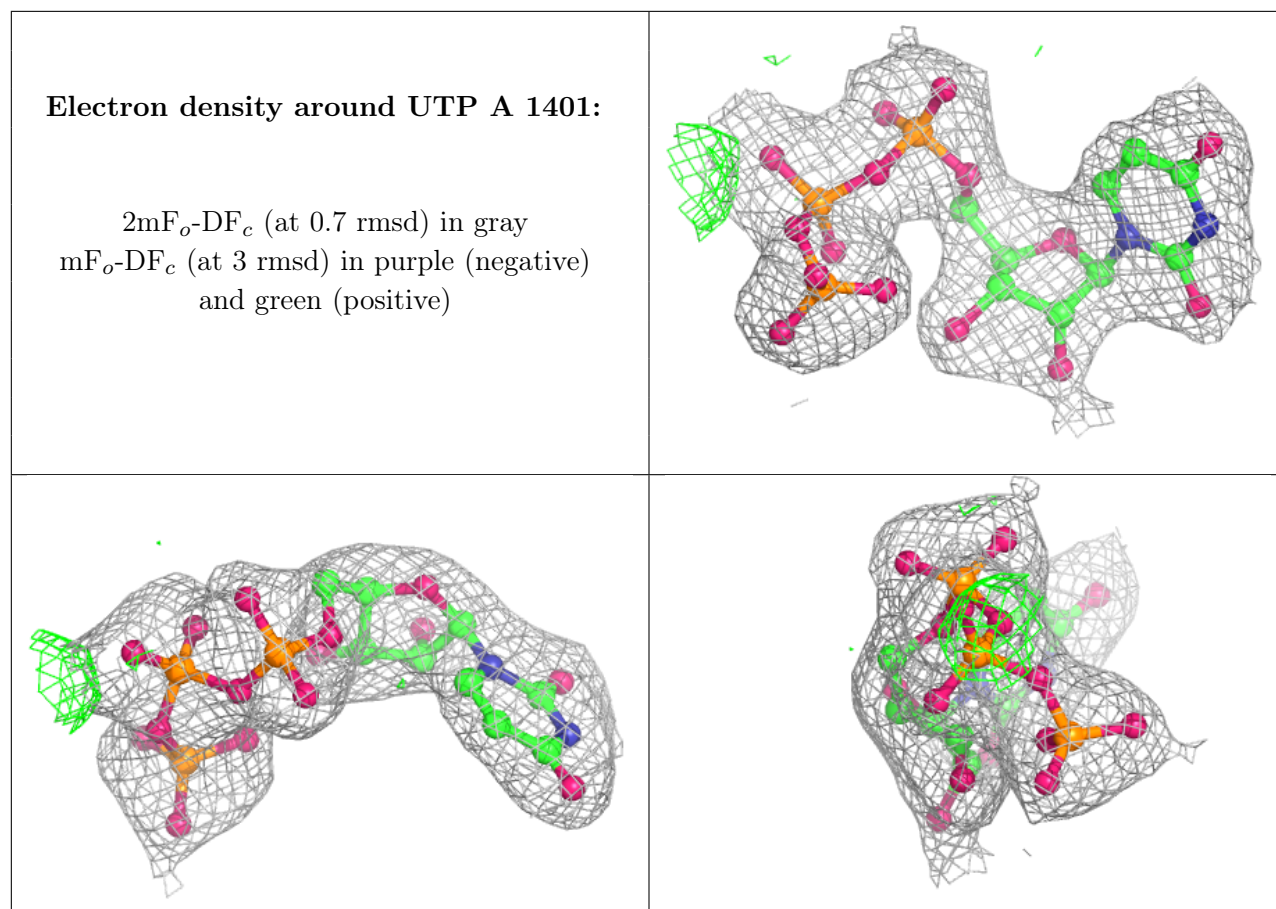 Electron density around UTP A 1401:
2mFₒ-DF𝒸 (at 0.7 rmsd) in gray
mFₒ-DF𝒸 (at 3 rmsd) in purple (negative)
and green (positive)